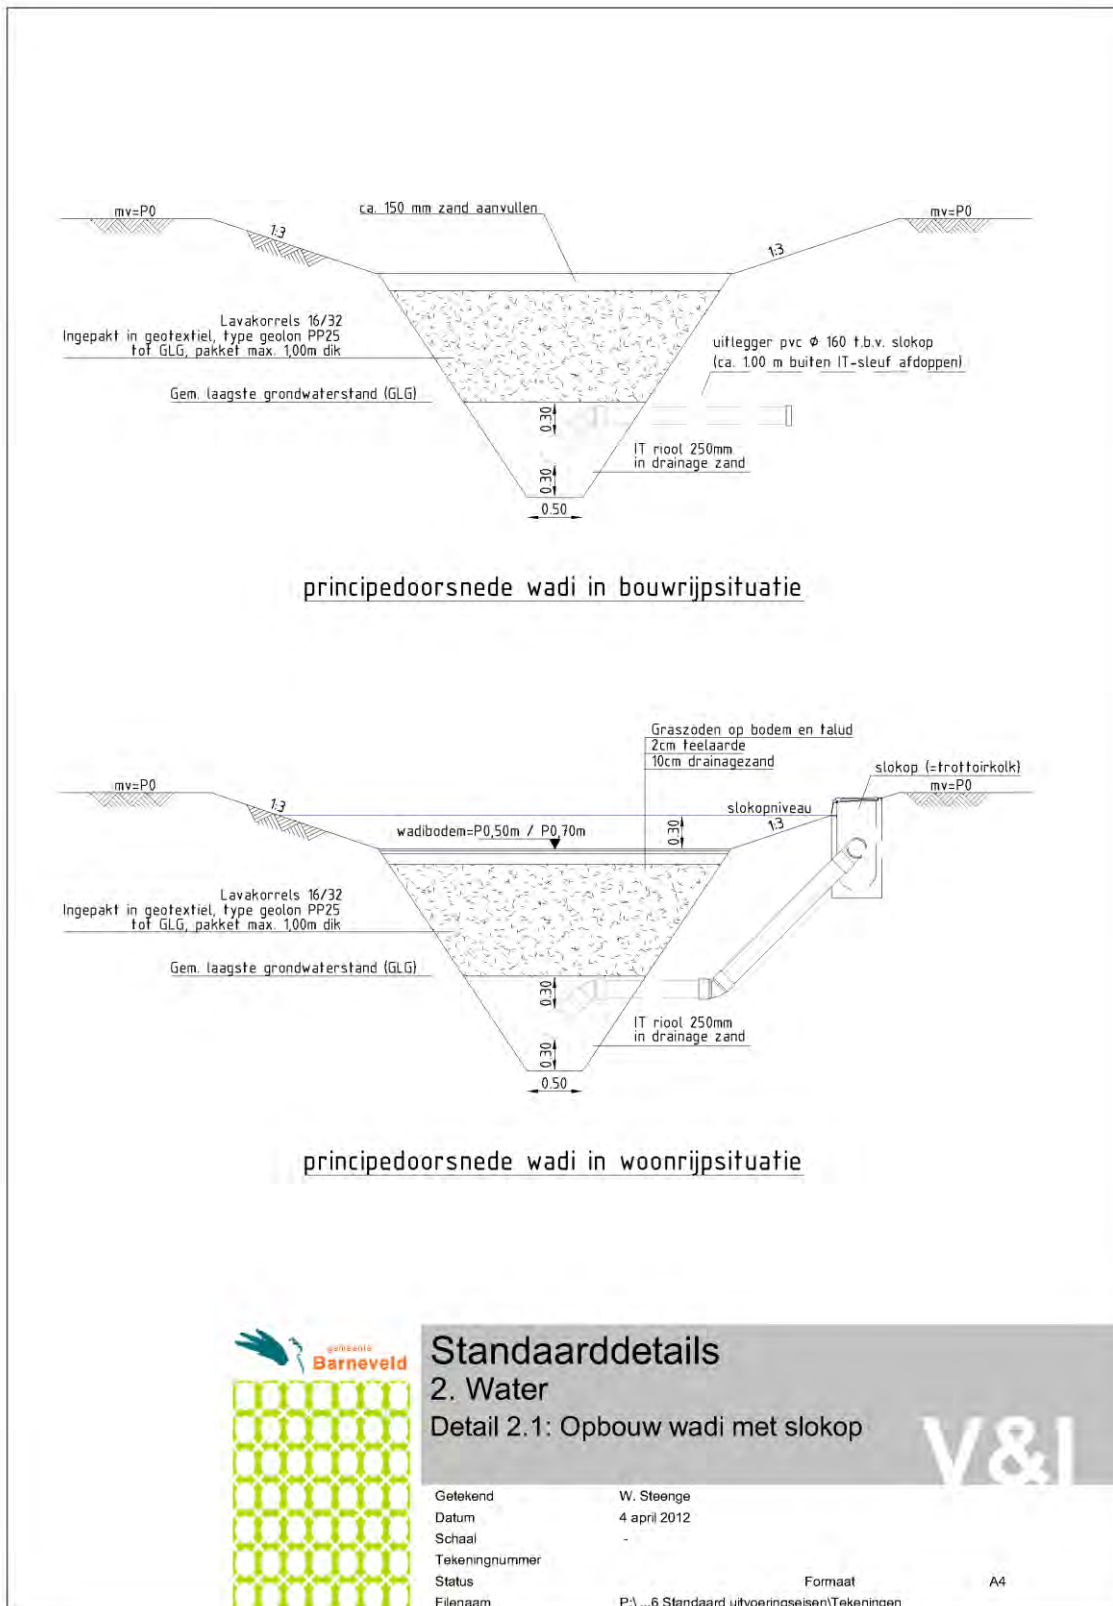 mv=P0
ca. 150 mm zand aanvullen
mv=P0
1:3
1:3
Lavakorrels 16/32
Ingepakt in geotextiel, type geolon PP25
tot GLG, pakket max. 1,00m dik
uitlegger pvc Φ 160 t.b.v. slokop
(ca. 1.00 m buiten IT-sleuf afdoppen)
Gem. laagste grondwaterstand (GLG)
0.30
IT riool 250mm
in drainage zand
0.30
0.50
principedoorsnede wadi in bouwrijpsituatie
Graszoden op bodem en talud
2cm teelaarde
10cm drainagezand
slokop (=trottoirkolk)
mv=P0
mv=P0
1:3
slokopniveau
wadibodem=P0,50m / P0,70m
0.30
1:3
Lavakorrels 16/32
Ingepakt in geotextiel, type geolon PP25
tot GLG, pakket max. 1,00m dik
Gem. laagste grondwaterstand (GLG)
0.30
IT riool 250mm
in drainage zand
0.30
0.50
principedoorsnede wadi in woonrijpsituatie
gemeente
Barneveld
Standaarddetails
2. Water
Detail 2.1: Opbouw wadi met slokop
V&I
Getekend W. Steenge
Datum 4 april 2012
Schaal -
Tekeningnummer
Status Formaat A4
Filenaam P:\ ...6 Standaard uitvoeringseisen\Tekeningen